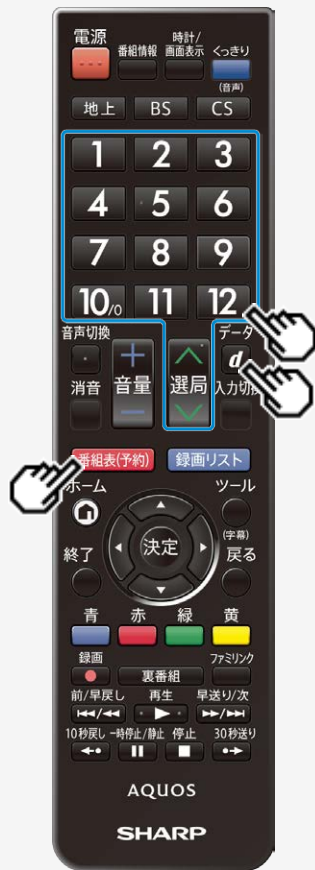 電源
番組情報
時計/
画面表示
くっきり
(音声)
地上 BS CS
1 2 3
4 5 6
7 8 9
10/0 11 12
音声切換
データ
+
音量
選局
d
消音
入力切換
−
番組表(予約) 録画リスト
ホーム
ツール
(字幕)
終了
決定
戻る
青 赤 緑 黄
録画
裏番組
ファミリンク
前/早戻し 再生 早送り/次
10秒戻し 一時停止/静止 停止 30秒送り
AQUOS
SHARP